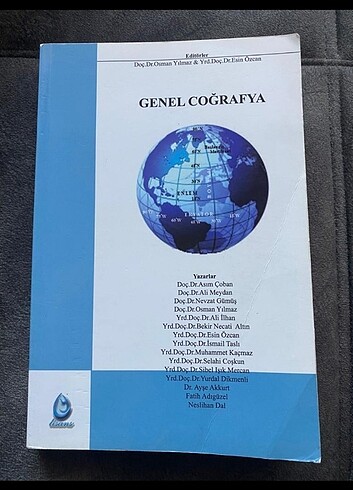 Editörler
Doç.Dr.Osman Yılmaz & Yrd.Doç.Dr.Esin Özcan
GENEL COĞRAFYA
ENLEM
EKVATOR
Yazarlar
Doç.Dr.Asım Çoban
Doç.Dr.Ali Meydan
Doç.Dr.Nevzat Gümüş
Doç.Dr.Osman Yılmaz
Yrd.Doç.Dr.Ali İlhan
Yrd.Doç.Dr.Bekir Necati Altın
Yrd.Doç.Dr.Esin Özcan
Yrd.Doç.Dr.İsmail Taslı
Yrd.Doç.Dr.Muhammet Kaçmaz
Yrd.Doç.Dr.Selahi Coşkun
Yrd.Doç.Dr.Sibel Işık Mercan
Yrd.Doç.Dr.Yurdal Dikmenli
Dr. Ayşe Akkurt
Fatih Adıgüzel
Neslihan Dal
lisans